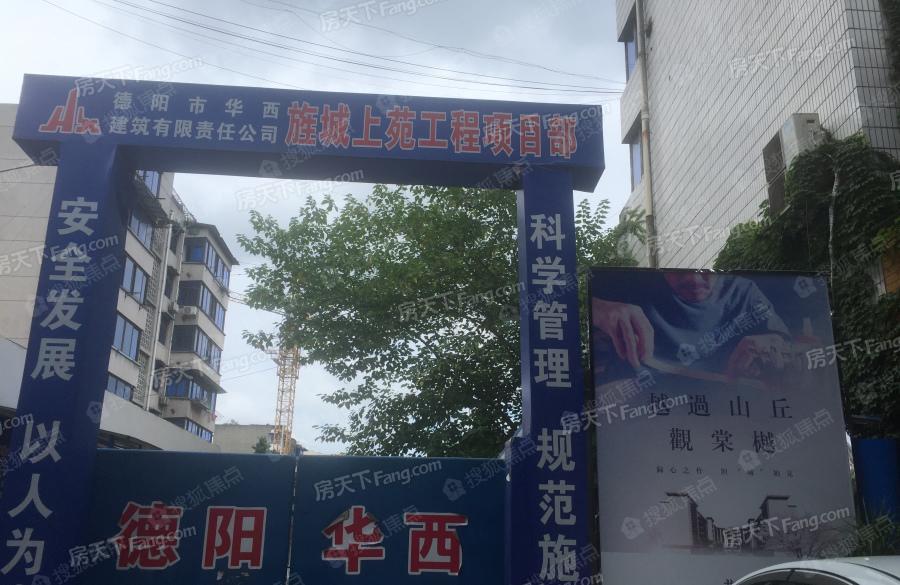 德阳市华西
建筑有限责任公司
旌城上苑工程项目部
安全发展 以人为
科学管理 规范施
德阳 华西
越過山丘
觀棠樾
房天下Fang.com
搜狐焦点